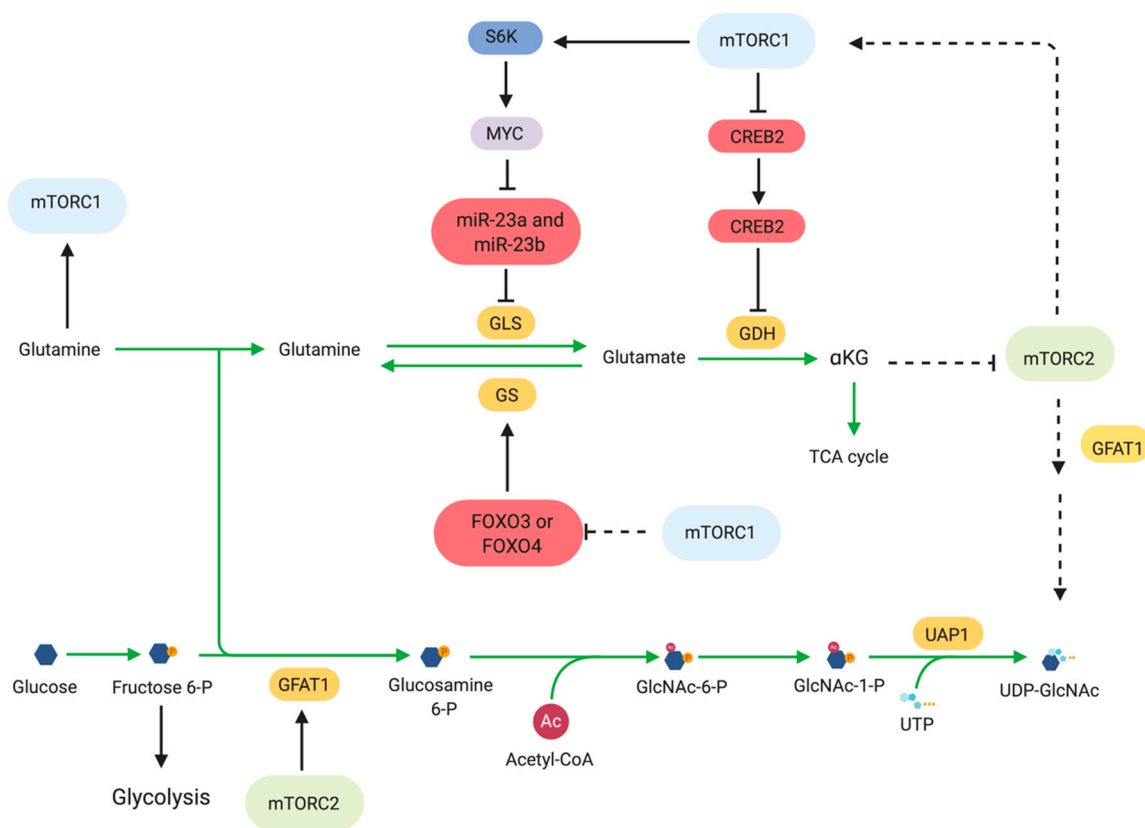 S6K
mTORC1
MYC
CREB2
mTORC1
miR-23a and
miR-23b
CREB2
GLS
GDH
Glutamine
Glutamine
Glutamate
αKG
mTORC2
GS
TCA cycle
GFAT1
FOXO3 or
FOXO4
mTORC1
UAP1
P
P
Ac
P
Ac
P
Glucose
Fructose 6-P
GFAT1
Glucosamine
6-P
GlcNAc-6-P
GlcNAc-1-P
UDP-GlcNAc
Ac
UTP
Acetyl-CoA
Glycolysis
mTORC2